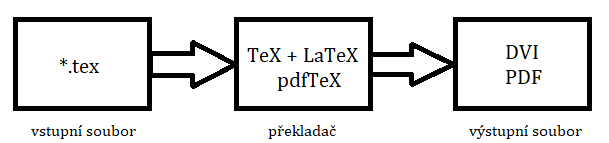 *.tex
TeX + LaTeX
pdfTeX
DVI
PDF
vstupní soubor
překladač
výstupní soubor